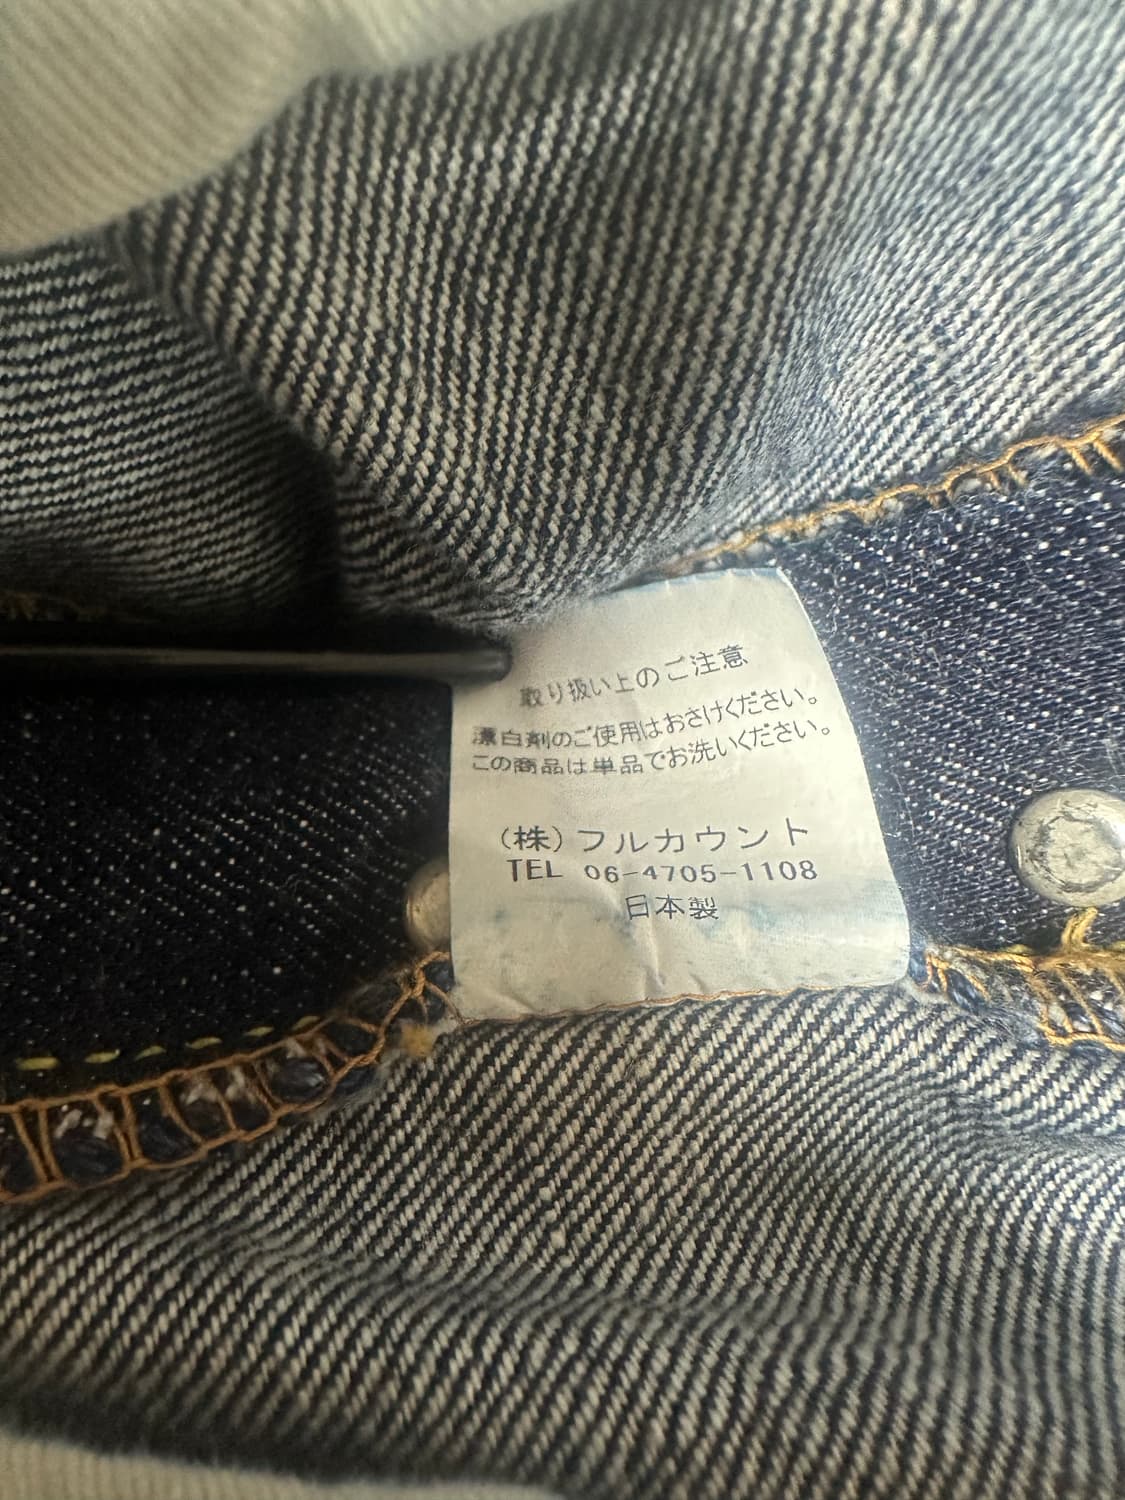 取り扱い上のご注意
漂白剤のご使用はおさけください。
この商品は単品でお洗いください。
(株)フルカウント
TEL 06-4705-1108
日本製